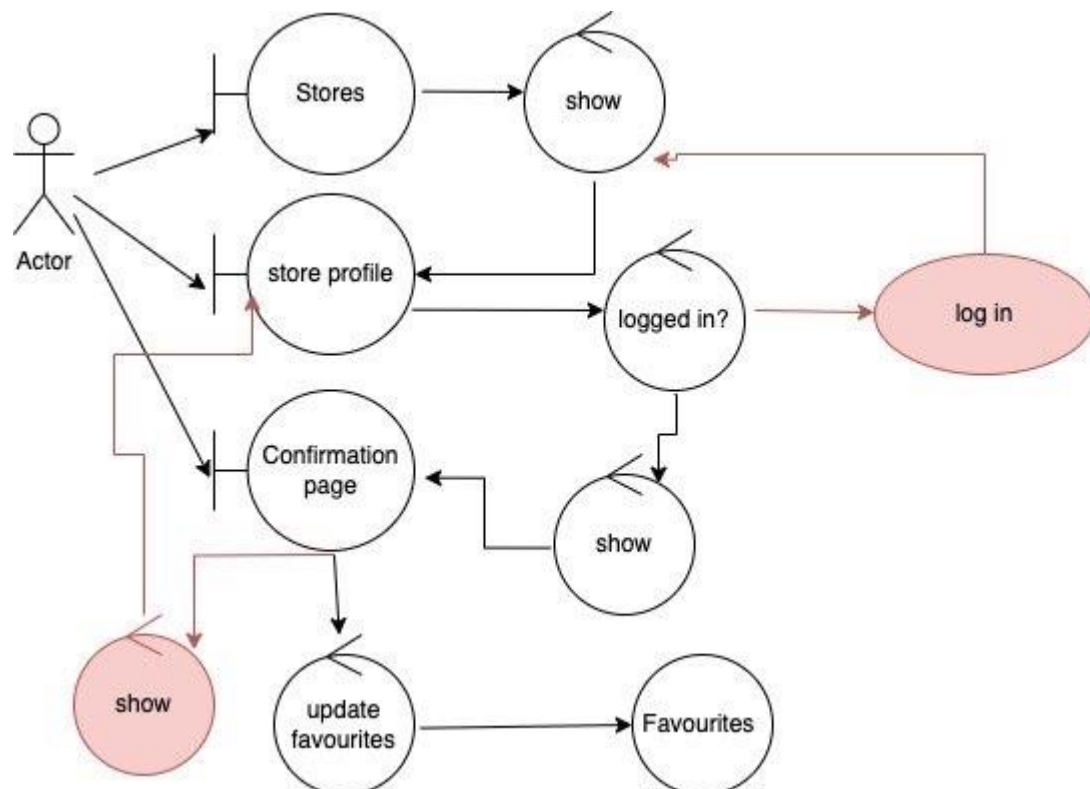 Stores
show
Actor
store profile
logged in?
log in
Confirmation
page
show
show
update
favourites
Favourites